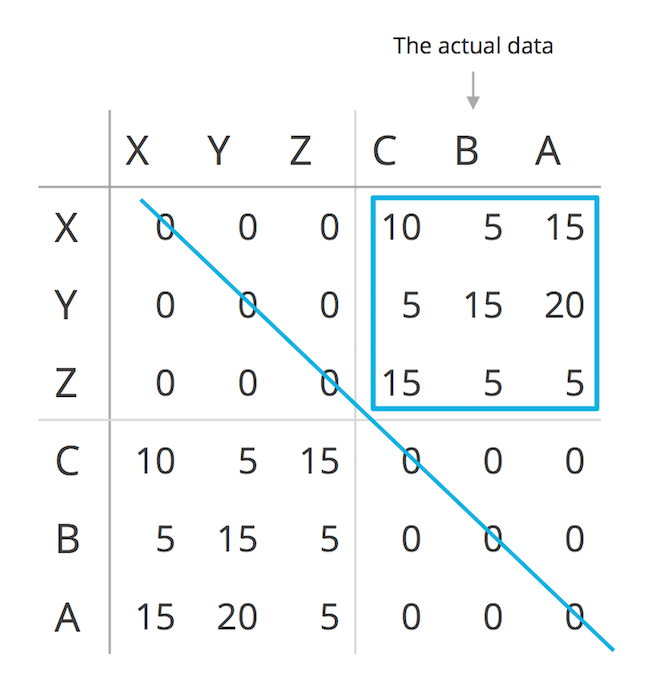 The actual data
X Y Z C B A
X 0 0 0 10 5 15
Y 0 0 0 5 15 20
Z 0 0 0 15 5 5
C 10 5 15 0 0 0
B 5 15 5 0 0 0
A 15 20 5 0 0 0